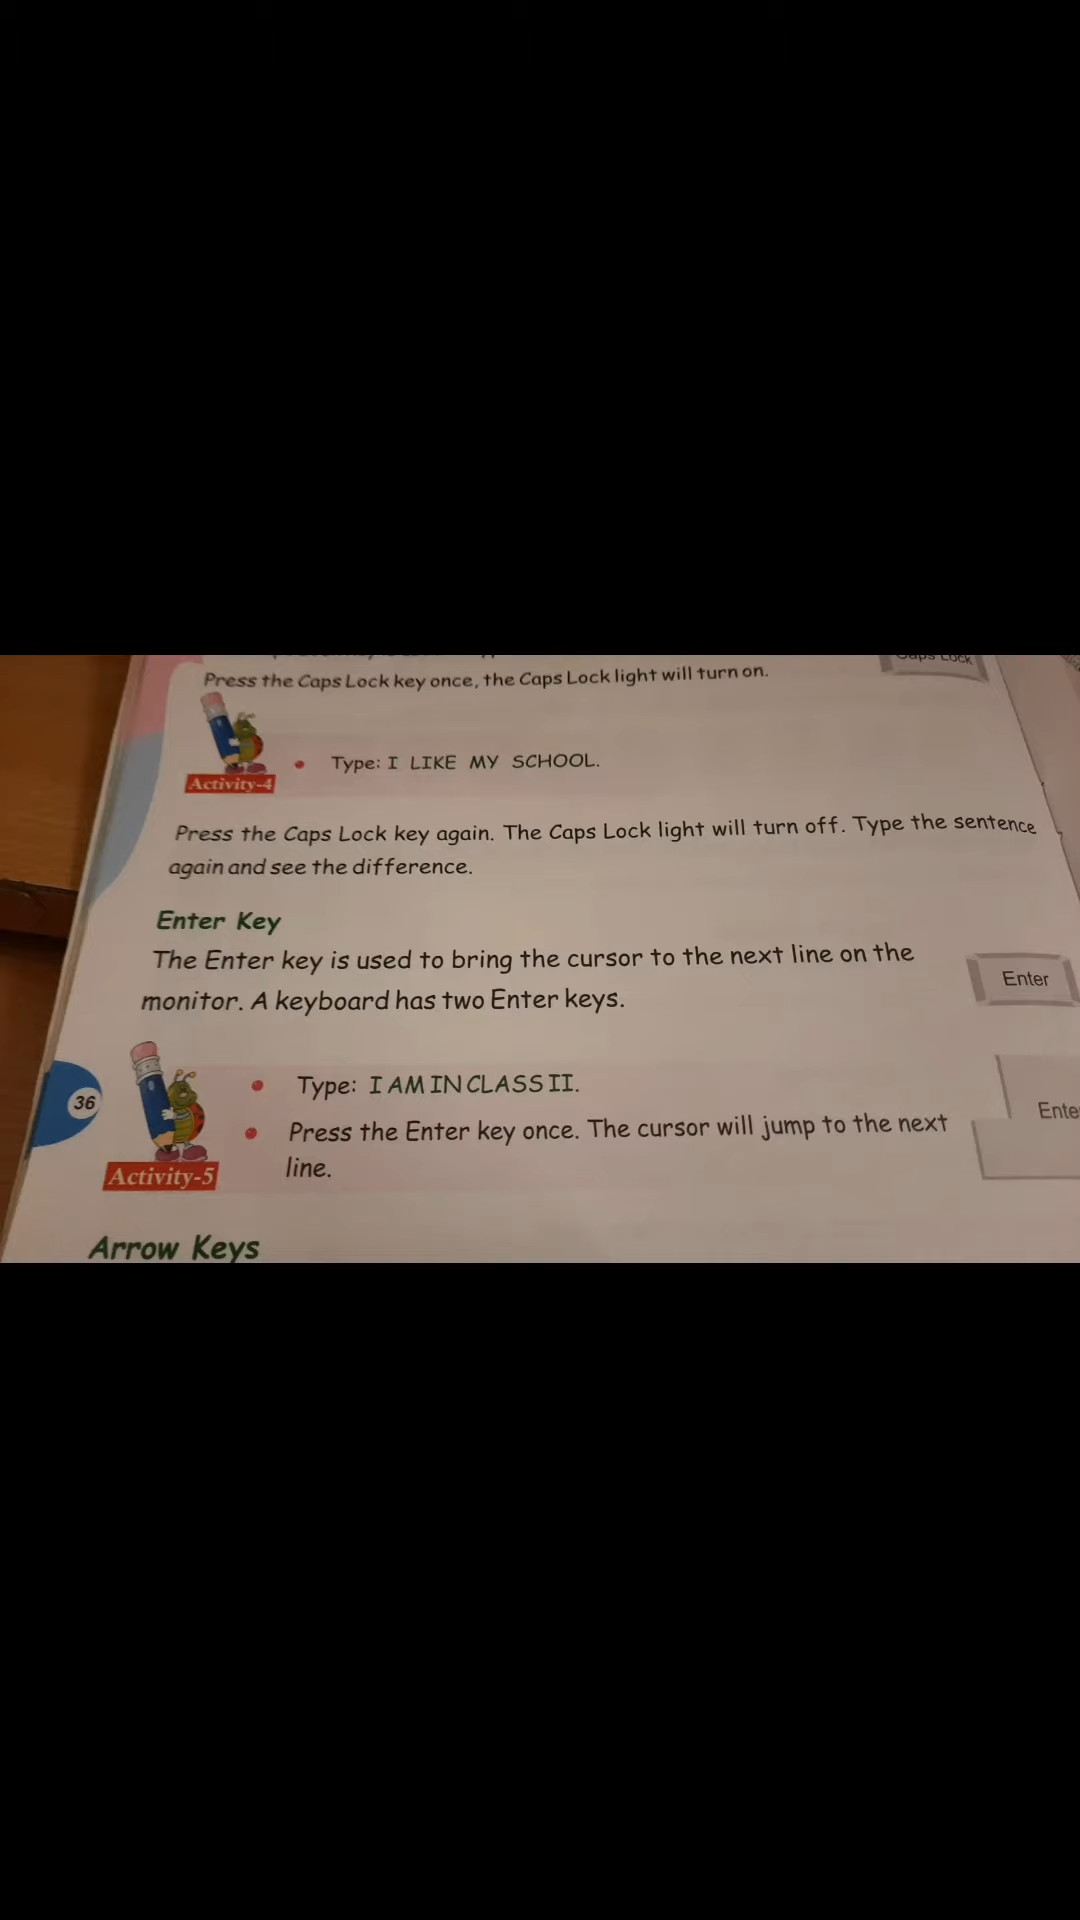 Caps Lock
Press the Caps Lock key once, the Caps Lock light will turn on.
Type: I LIKE MY SCHOOL.
Activity-4
Press the Caps Lock key again. The Caps Lock light will turn off. Type the sentence
again and see the difference.
Enter Key
The Enter key is used to bring the cursor to the next line on the
monitor. A keyboard has two Enter keys.
Enter
36
Type: I AM IN CLASS II.
Press the Enter key once. The cursor will jump to the next
line.
Ente
Activity-5
Arrow Keys